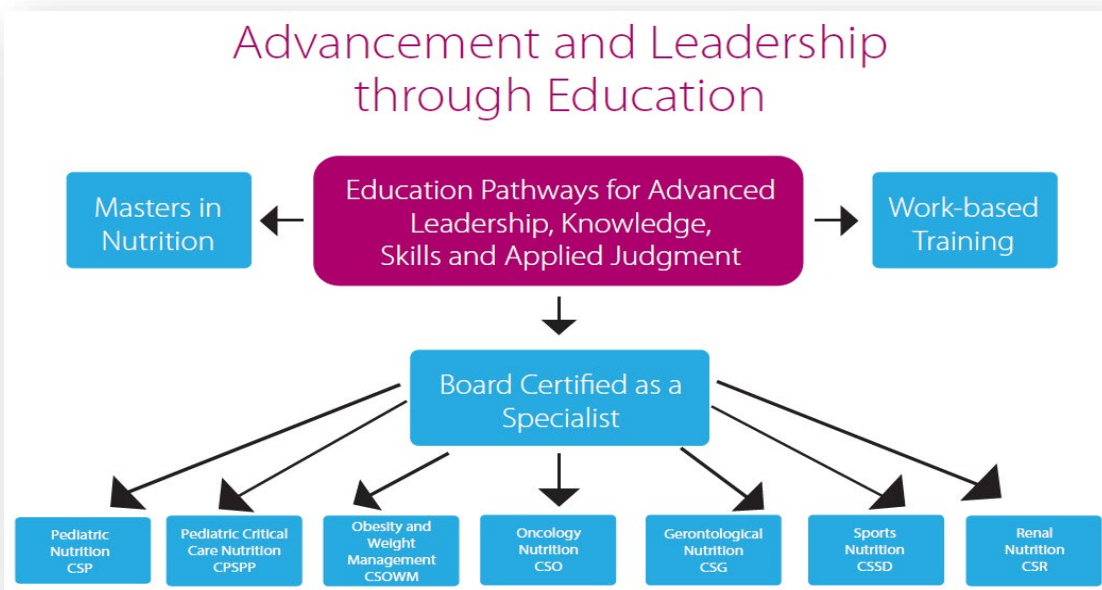 Advancement and Leadership
through Education
Masters in
Nutrition
Education Pathways for Advanced
Leadership, Knowledge,
Skills and Applied Judgment
Work-based
Training
Board Certified as a
Specialist
Pediatric
Nutrition
CSP
Pediatric Critical
Care Nutrition
CPSPP
Obesity and
Weight
Management
CSOWM
Oncology
Nutrition
CSO
Gerontological
Nutrition
CSG
Sports
Nutrition
CSSD
Renal
Nutrition
CSR